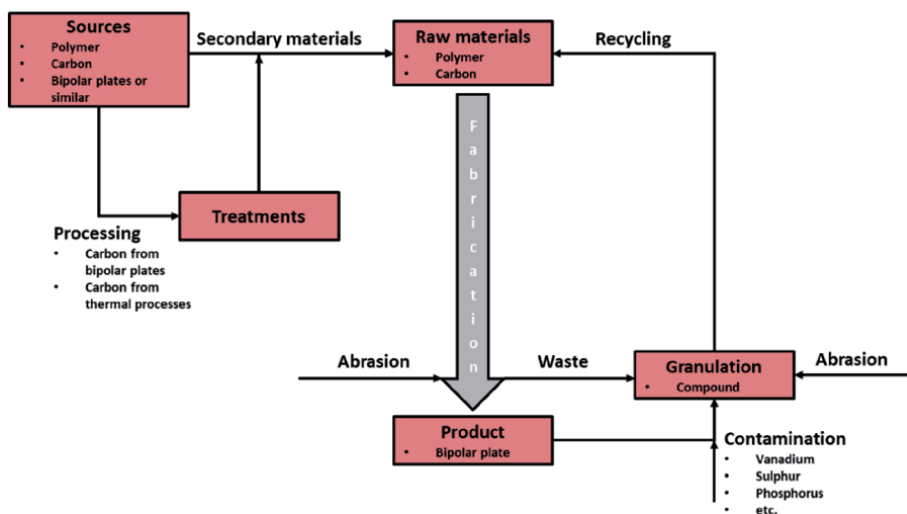 Sources
• Polymer
• Carbon
• Bipolar plates or
similar
Secondary materials
Raw materials
• Polymer
• Carbon
Recycling
Treatments
Processing
• Carbon from
bipolar plates
• Carbon from
thermal processes
Fabrication
Abrasion
Waste
Granulation
• Compound
Abrasion
Product
• Bipolar plate
Contamination
• Vanadium
• Sulphur
• Phosphorus
• etc.